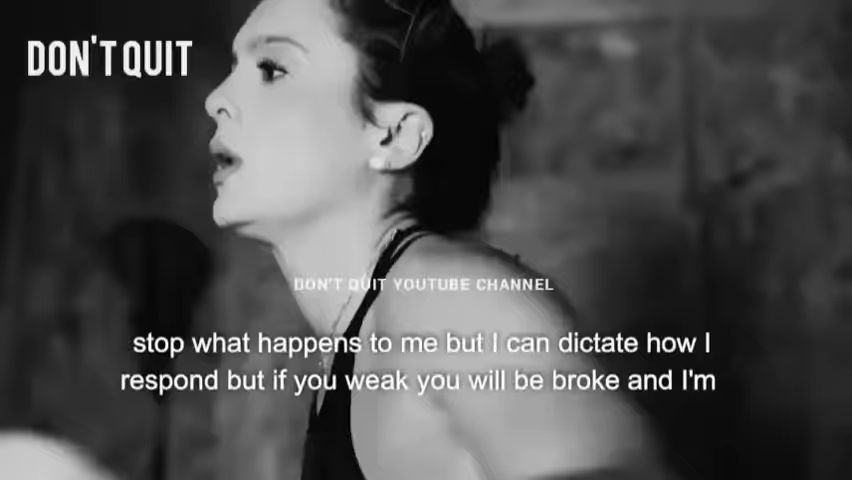 DON'T QUIT
DON'T QUIT YOUTUBE CHANNEL
stop what happens to me but I can dictate how I
respond but if you weak you will be broke and I'm